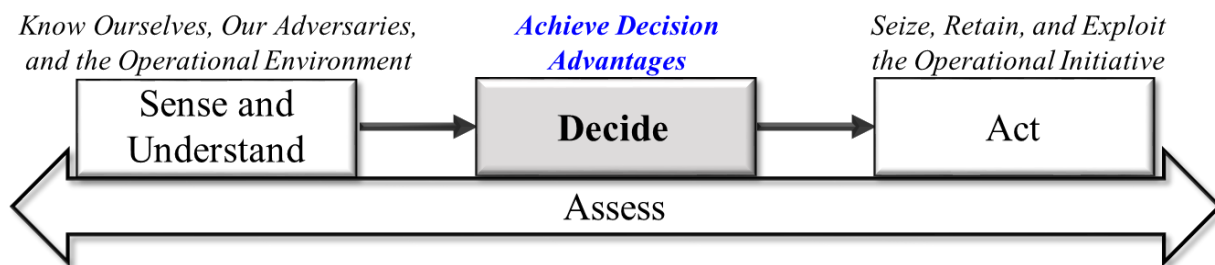 Know Ourselves, Our Adversaries,
and the Operational Environment
Sense and
Understand
Achieve Decision
Advantages
Decide
Seize, Retain, and Exploit
the Operational Initiative
Act
Assess